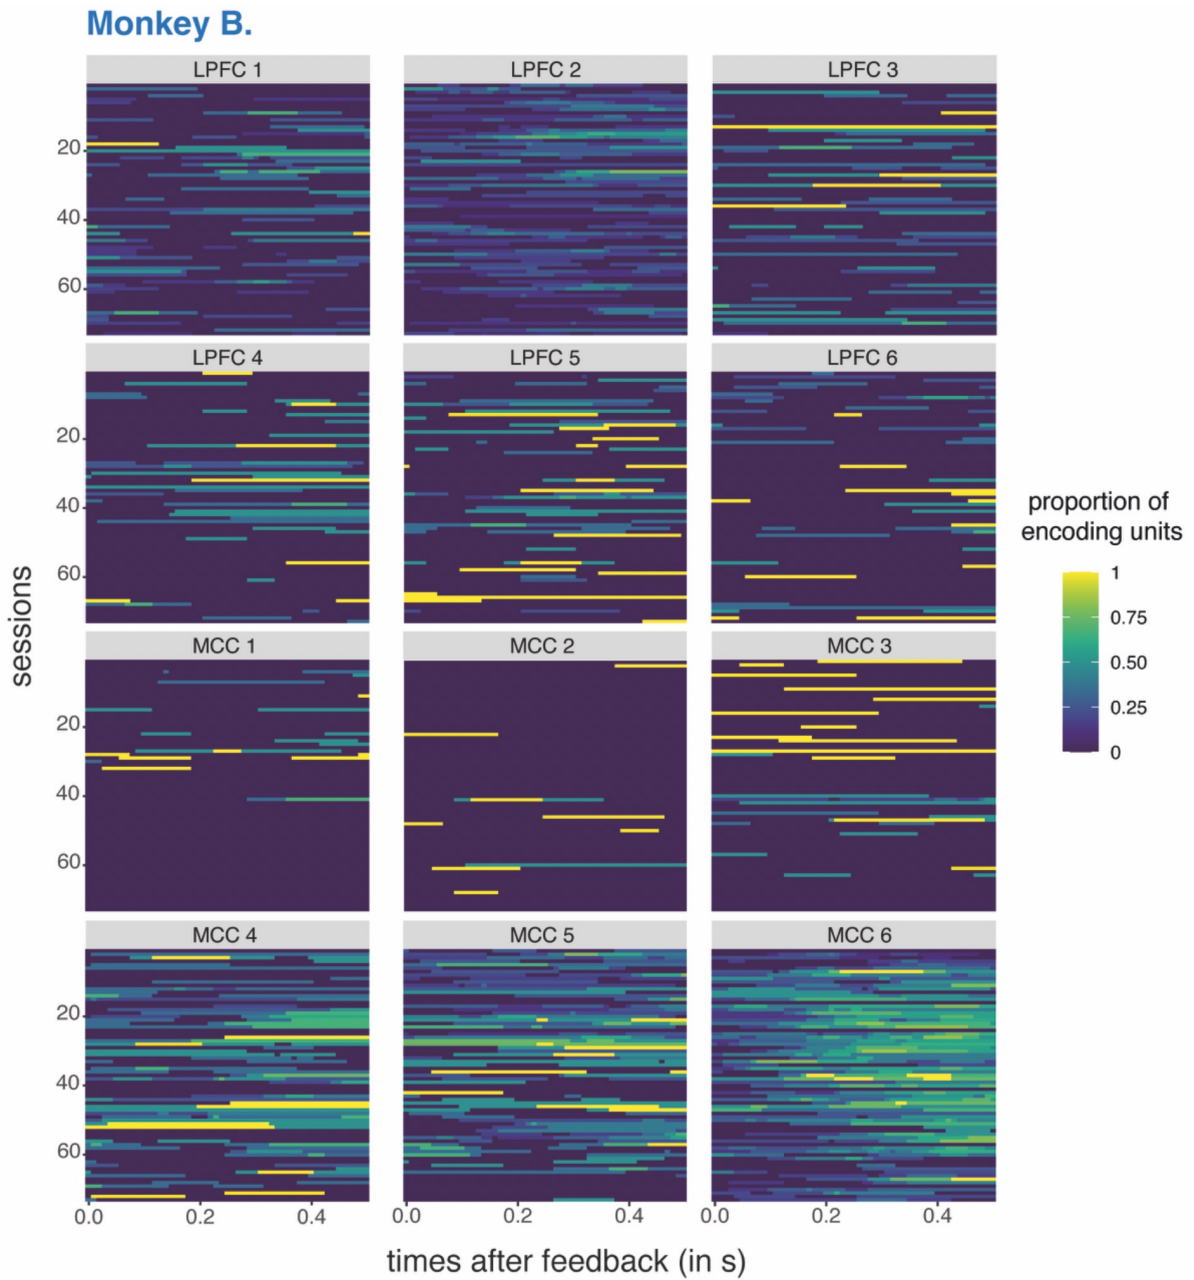 Monkey B.
LPFC 1
LPFC 2
LPFC 3
20
40
60
LPFC 4
LPFC 5
LPFC 6
20
40
60
MCC 1
MCC 2
MCC 3
20
40
60
MCC 4
MCC 5
MCC 6
20
40
60
0.0
0.2
0.4
0.0
0.2
0.4
0.0
0.2
0.4
sessions
times after feedback (in s)
proportion of
encoding units
1
0.75
0.50
0.25
0